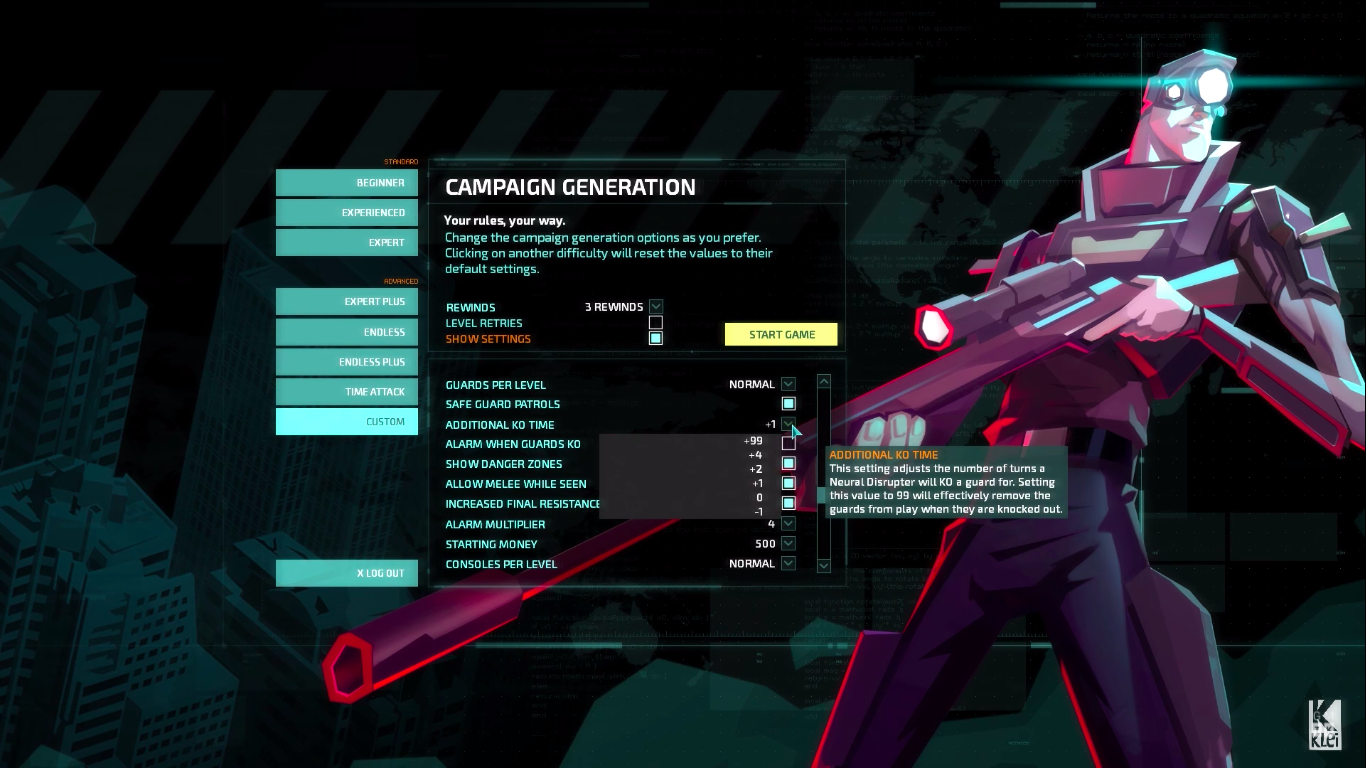 STANDARD
BEGINNER
EXPERIENCED
EXPERT
ADVANCED
EXPERT PLUS
ENDLESS
ENDLESS PLUS
TIME ATTACK
CUSTOM
X LOG OUT
CAMPAIGN GENERATION
Your rules, your way.
Change the campaign generation options as you prefer.
Clicking on another difficulty will reset the values to their
default settings.
REWINDS 3 REWINDS
LEVEL RETRIES
SHOW SETTINGS
START GAME
GUARDS PER LEVEL NORMAL
SAFE GUARD PATROLS
ADDITIONAL KO TIME +1
ALARM WHEN GUARDS KO
SHOW DANGER ZONES
ALLOW MELEE WHILE SEEN
INCREASED FINAL RESISTANCE
ALARM MULTIPLIER 4
STARTING MONEY 500
CONSOLES PER LEVEL NORMAL
+99
+4
+2
+1
0
-1
ADDITIONAL KO TIME
This setting adjusts the number of turns a
Neural Disrupter will KO a guard for. Setting
this value to 99 will effectively remove the
guards from play when they are knocked out.
Klei